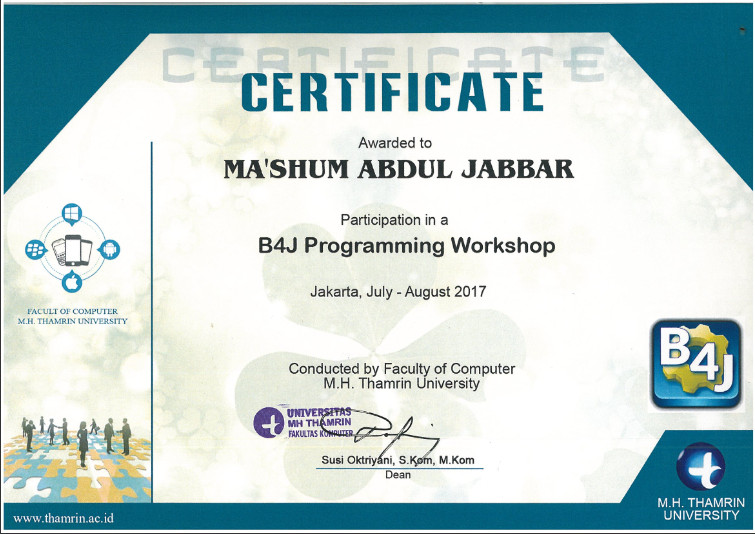 CERTIFICATE
CERTIFICATE
Awarded to
MA'SHUM ABDUL JABBAR
Participation in a
B4J Programming Workshop
Jakarta, July - August 2017
FACULT OF COMPUTER
M.H. THAMRIN UNIVERSITY
B4J
Conducted by Faculty of Computer
M.H. Thamrin University
UNIVERSITAS
MH THAMRIN
FAKULTAS KOMPUTER
Susi Oktriyani, S.Kom, M.Kom
Dean
www.thamrin.ac.id
M.H. THAMRIN
UNIVERSITY